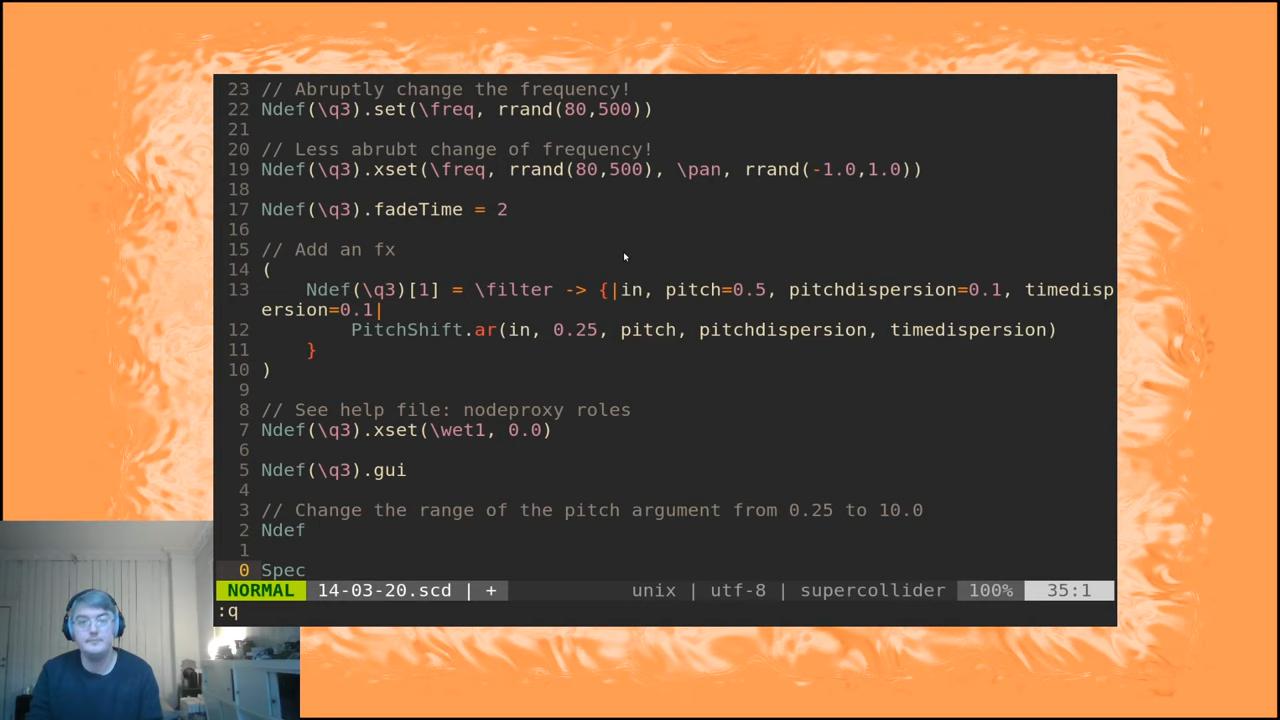 23 // Abruptly change the frequency!
22 Ndef(\q3).set(\freq, rrand(80,500))
21
20 // Less abrubt change of frequency!
19 Ndef(\q3).xset(\freq, rrand(80,500), \pan, rrand(-1.0,1.0))
18
17 Ndef(\q3).fadeTime = 2
16
15 // Add an fx
14 (
13     Ndef(\q3)[1] = \filter -> {|in, pitch=0.5, pitchdispersion=0.1, timedisp
ersion=0.1|
12         PitchShift.ar(in, 0.25, pitch, pitchdispersion, timedispersion)
11     }
10 )
9
8 // See help file: nodeproxy roles
7 Ndef(\q3).xset(\wet1, 0.0)
6
5 Ndef(\q3).gui
4
3 // Change the range of the pitch argument from 0.25 to 10.0
2 Ndef
1
0 Spec
NORMAL 14-03-20.scd | + unix | utf-8 | supercollider 100% 35:1
:q